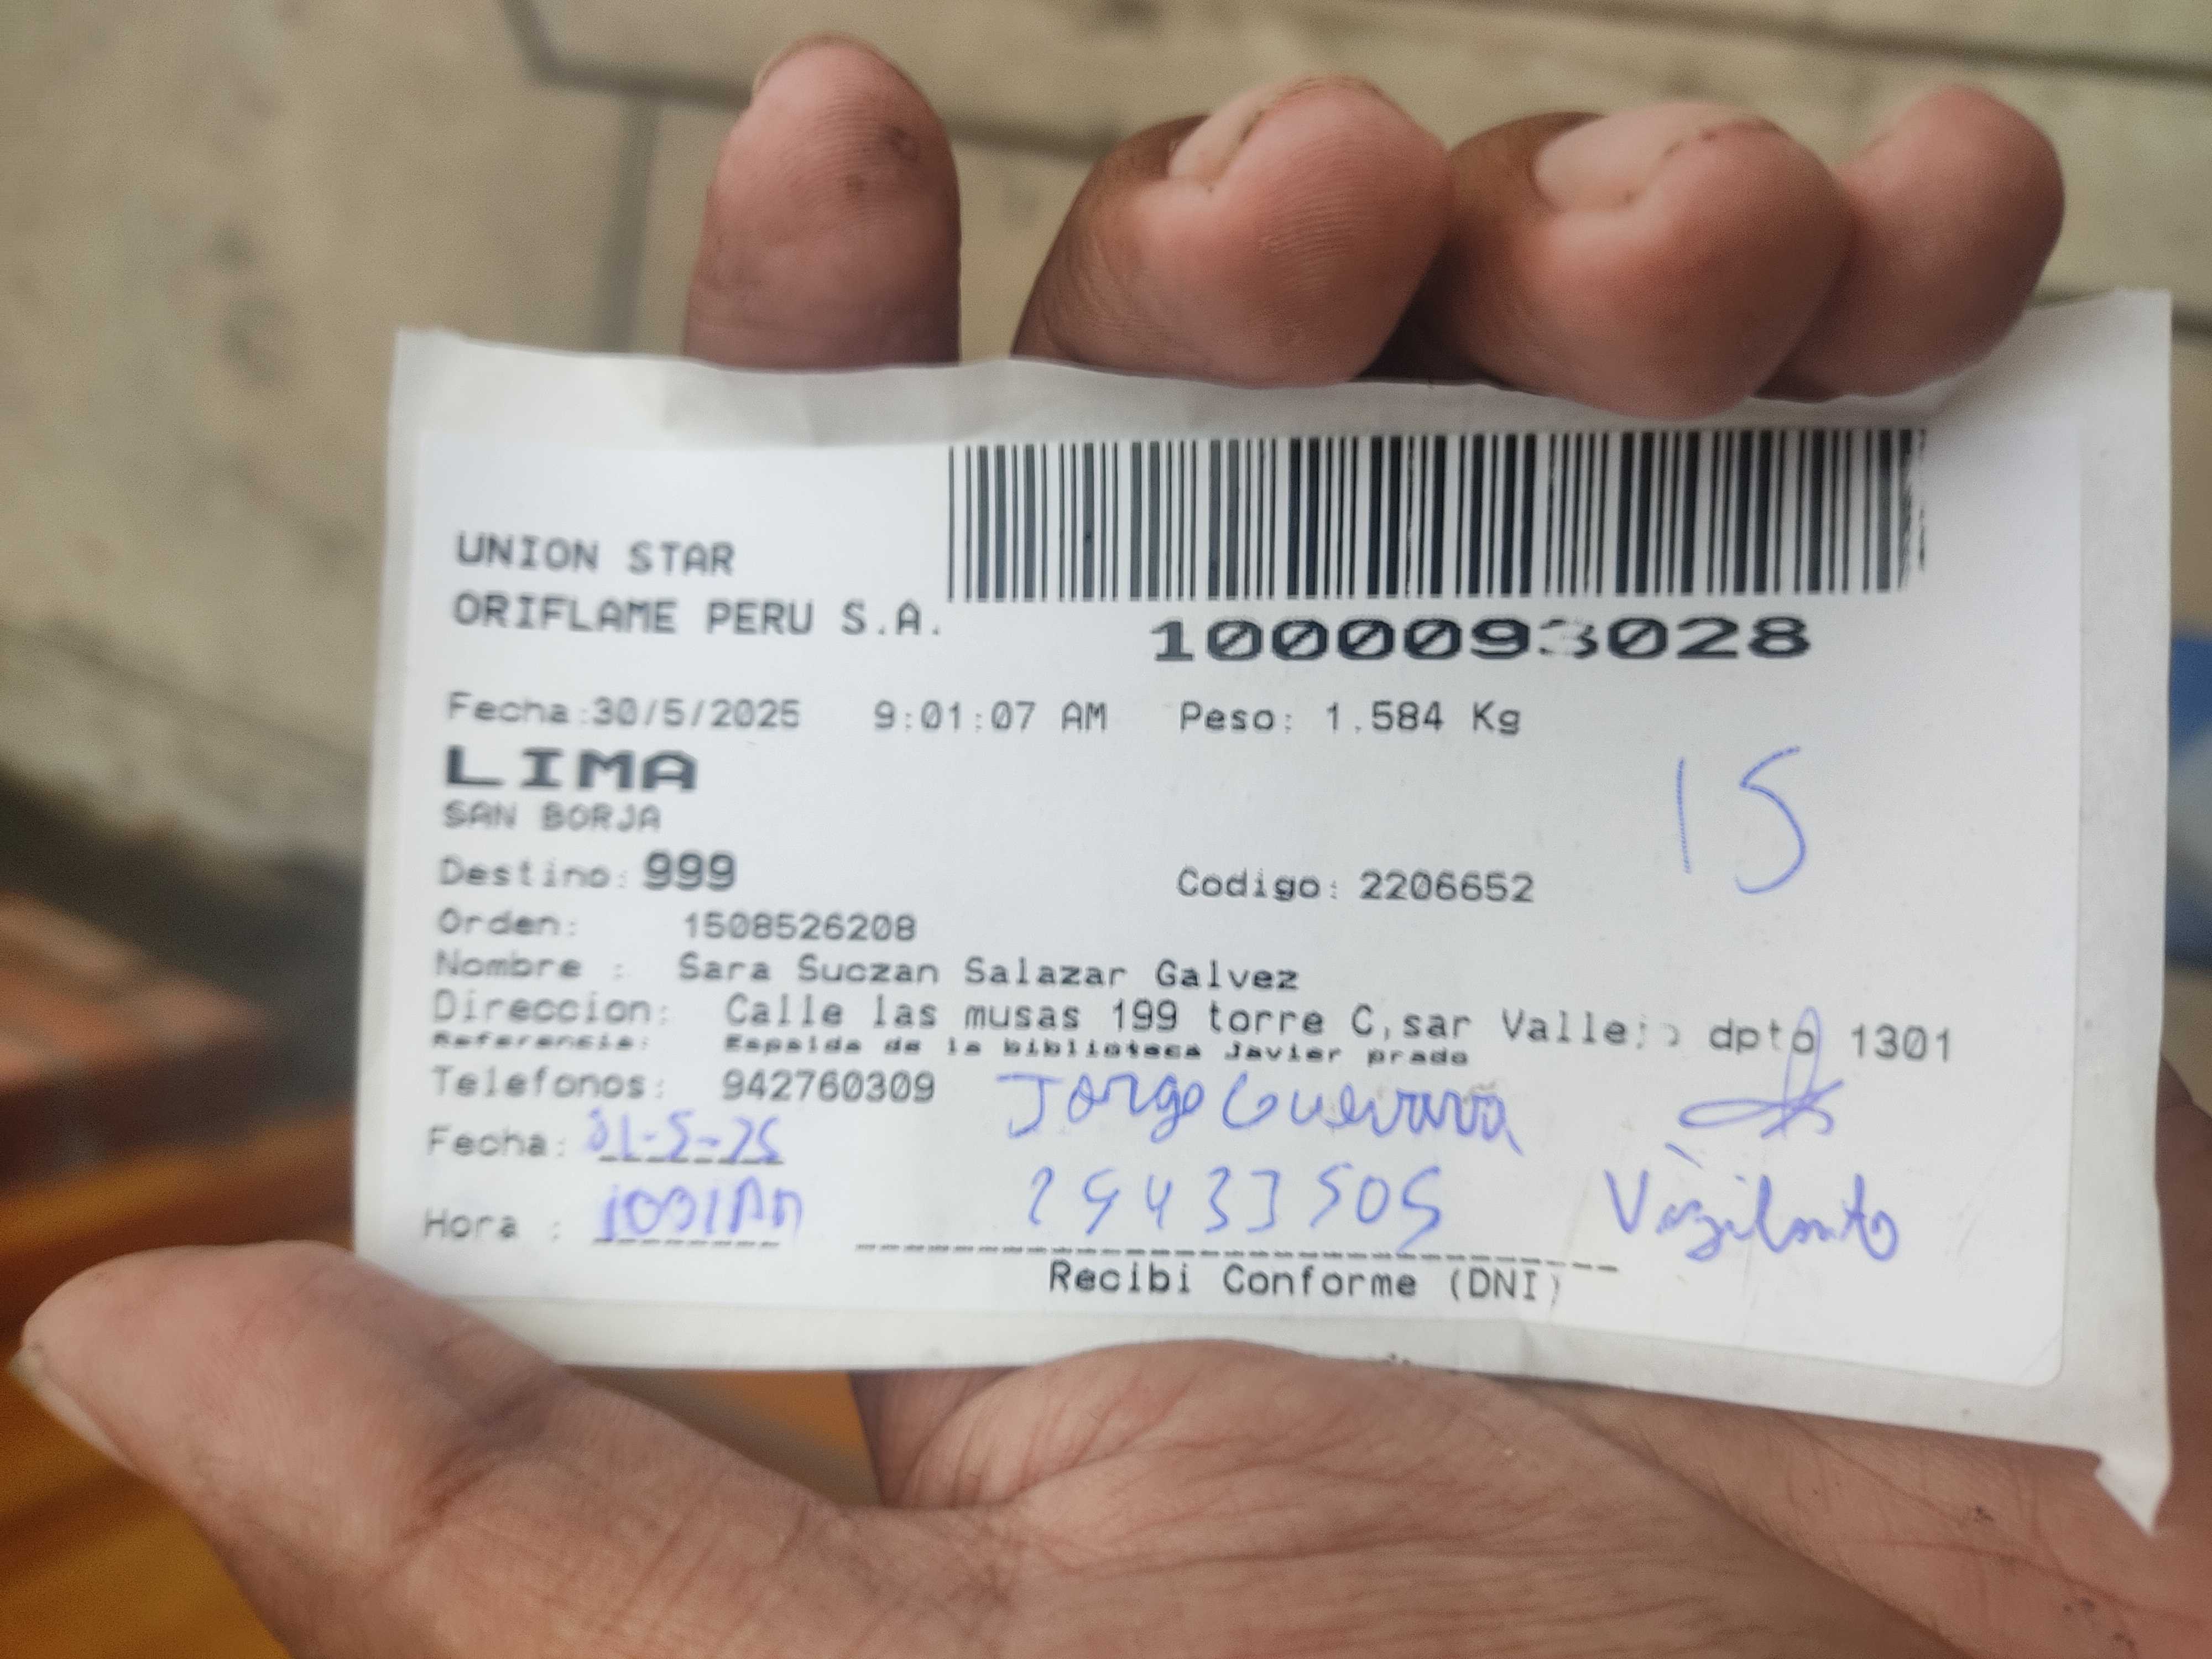 UNION STAR
ORIFLAME PERU S.A.
1000093028
Fecha:30/5/2025 9:01:07 AM Peso: 1.584 Kg
LIMA
SAN BORJA
15
Destino: 999 Codigo: 2206652
Orden: 1508526208
Nombre : Sara Suczan Salazar Galvez
Direccion: Calle las musas 199 torre C,sar Vallejo dpto 1301
Referencia: Espalda de la biblioteca Javier prado
Telefonos: 942760309
Jorge Guevara
Fecha: 31-5-25
Hora :
29433505
Vigilante
Recibi Conforme (DNI)